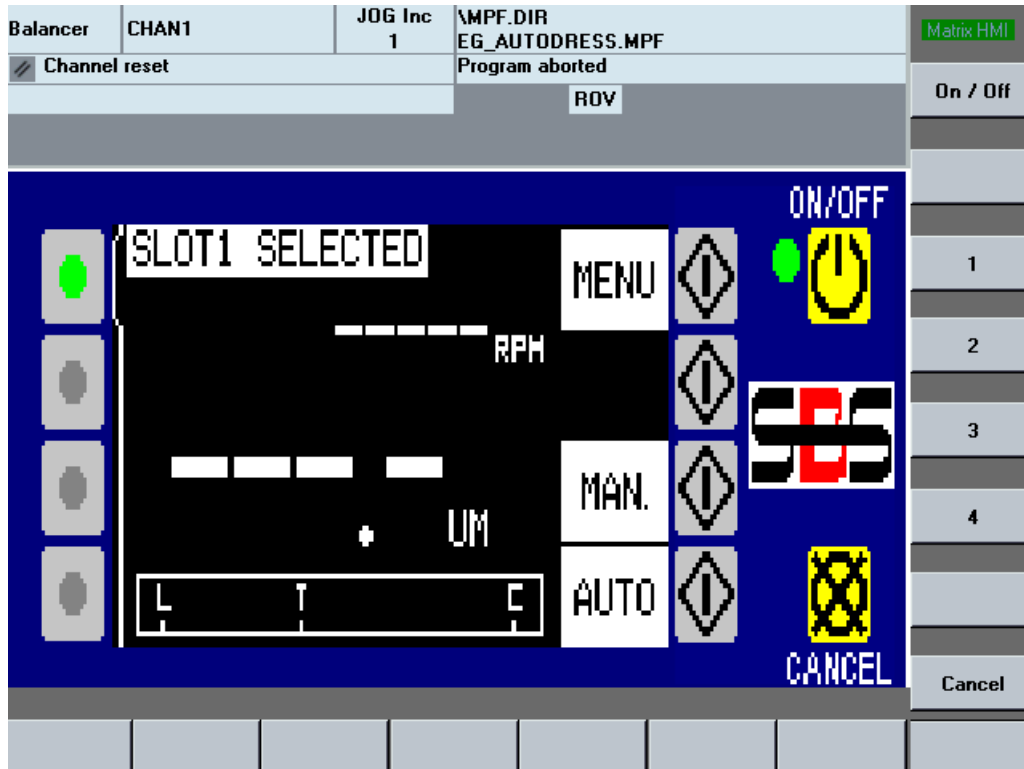 Balancer
CHAN1
JOG Inc
1
\MPF.DIR
EG_AUTODRESS.MPF
Matrix HMI
Channel reset
Program aborted
On / Off
ROV
ON/OFF
SLOT1 SELECTED
MENU
1
RPM
2
SBS
3
MAN.
UM
4
L T C
AUTO
CANCEL
Cancel